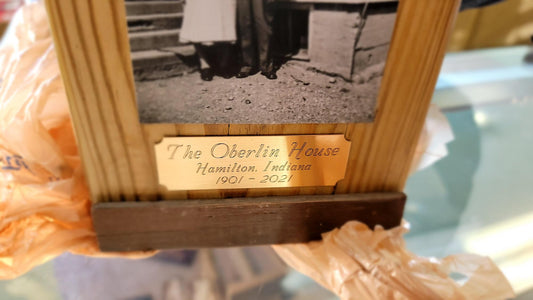 The Oberlin House
Hamilton, Indiana
1901 - 2021